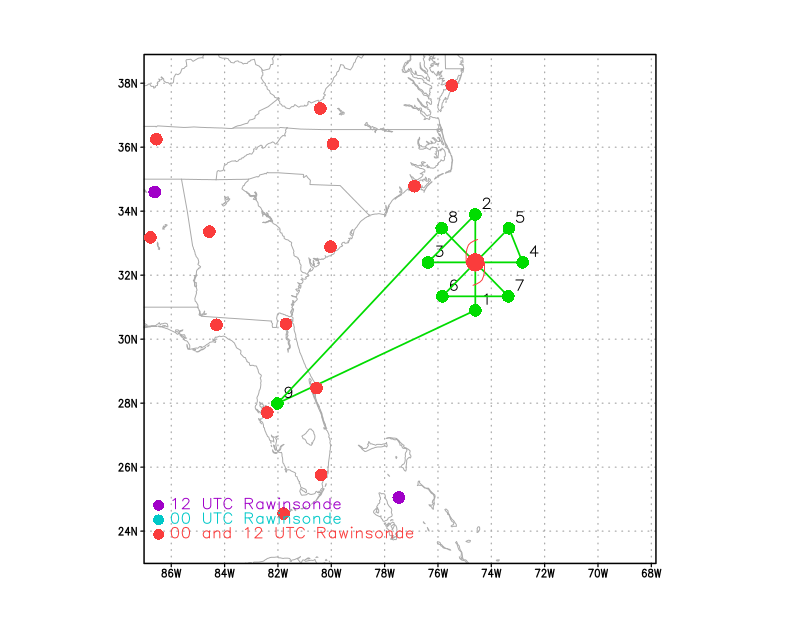 38N
36N
34N
32N
30N
28N
26N
24N
2
8
5
3
4
6
7
1
9
12 UTC Rawinsonde
00 UTC Rawinsonde
00 and 12 UTC Rawinsonde
86W 84W 82W 80W 78W 76W 74W 72W 70W 68W